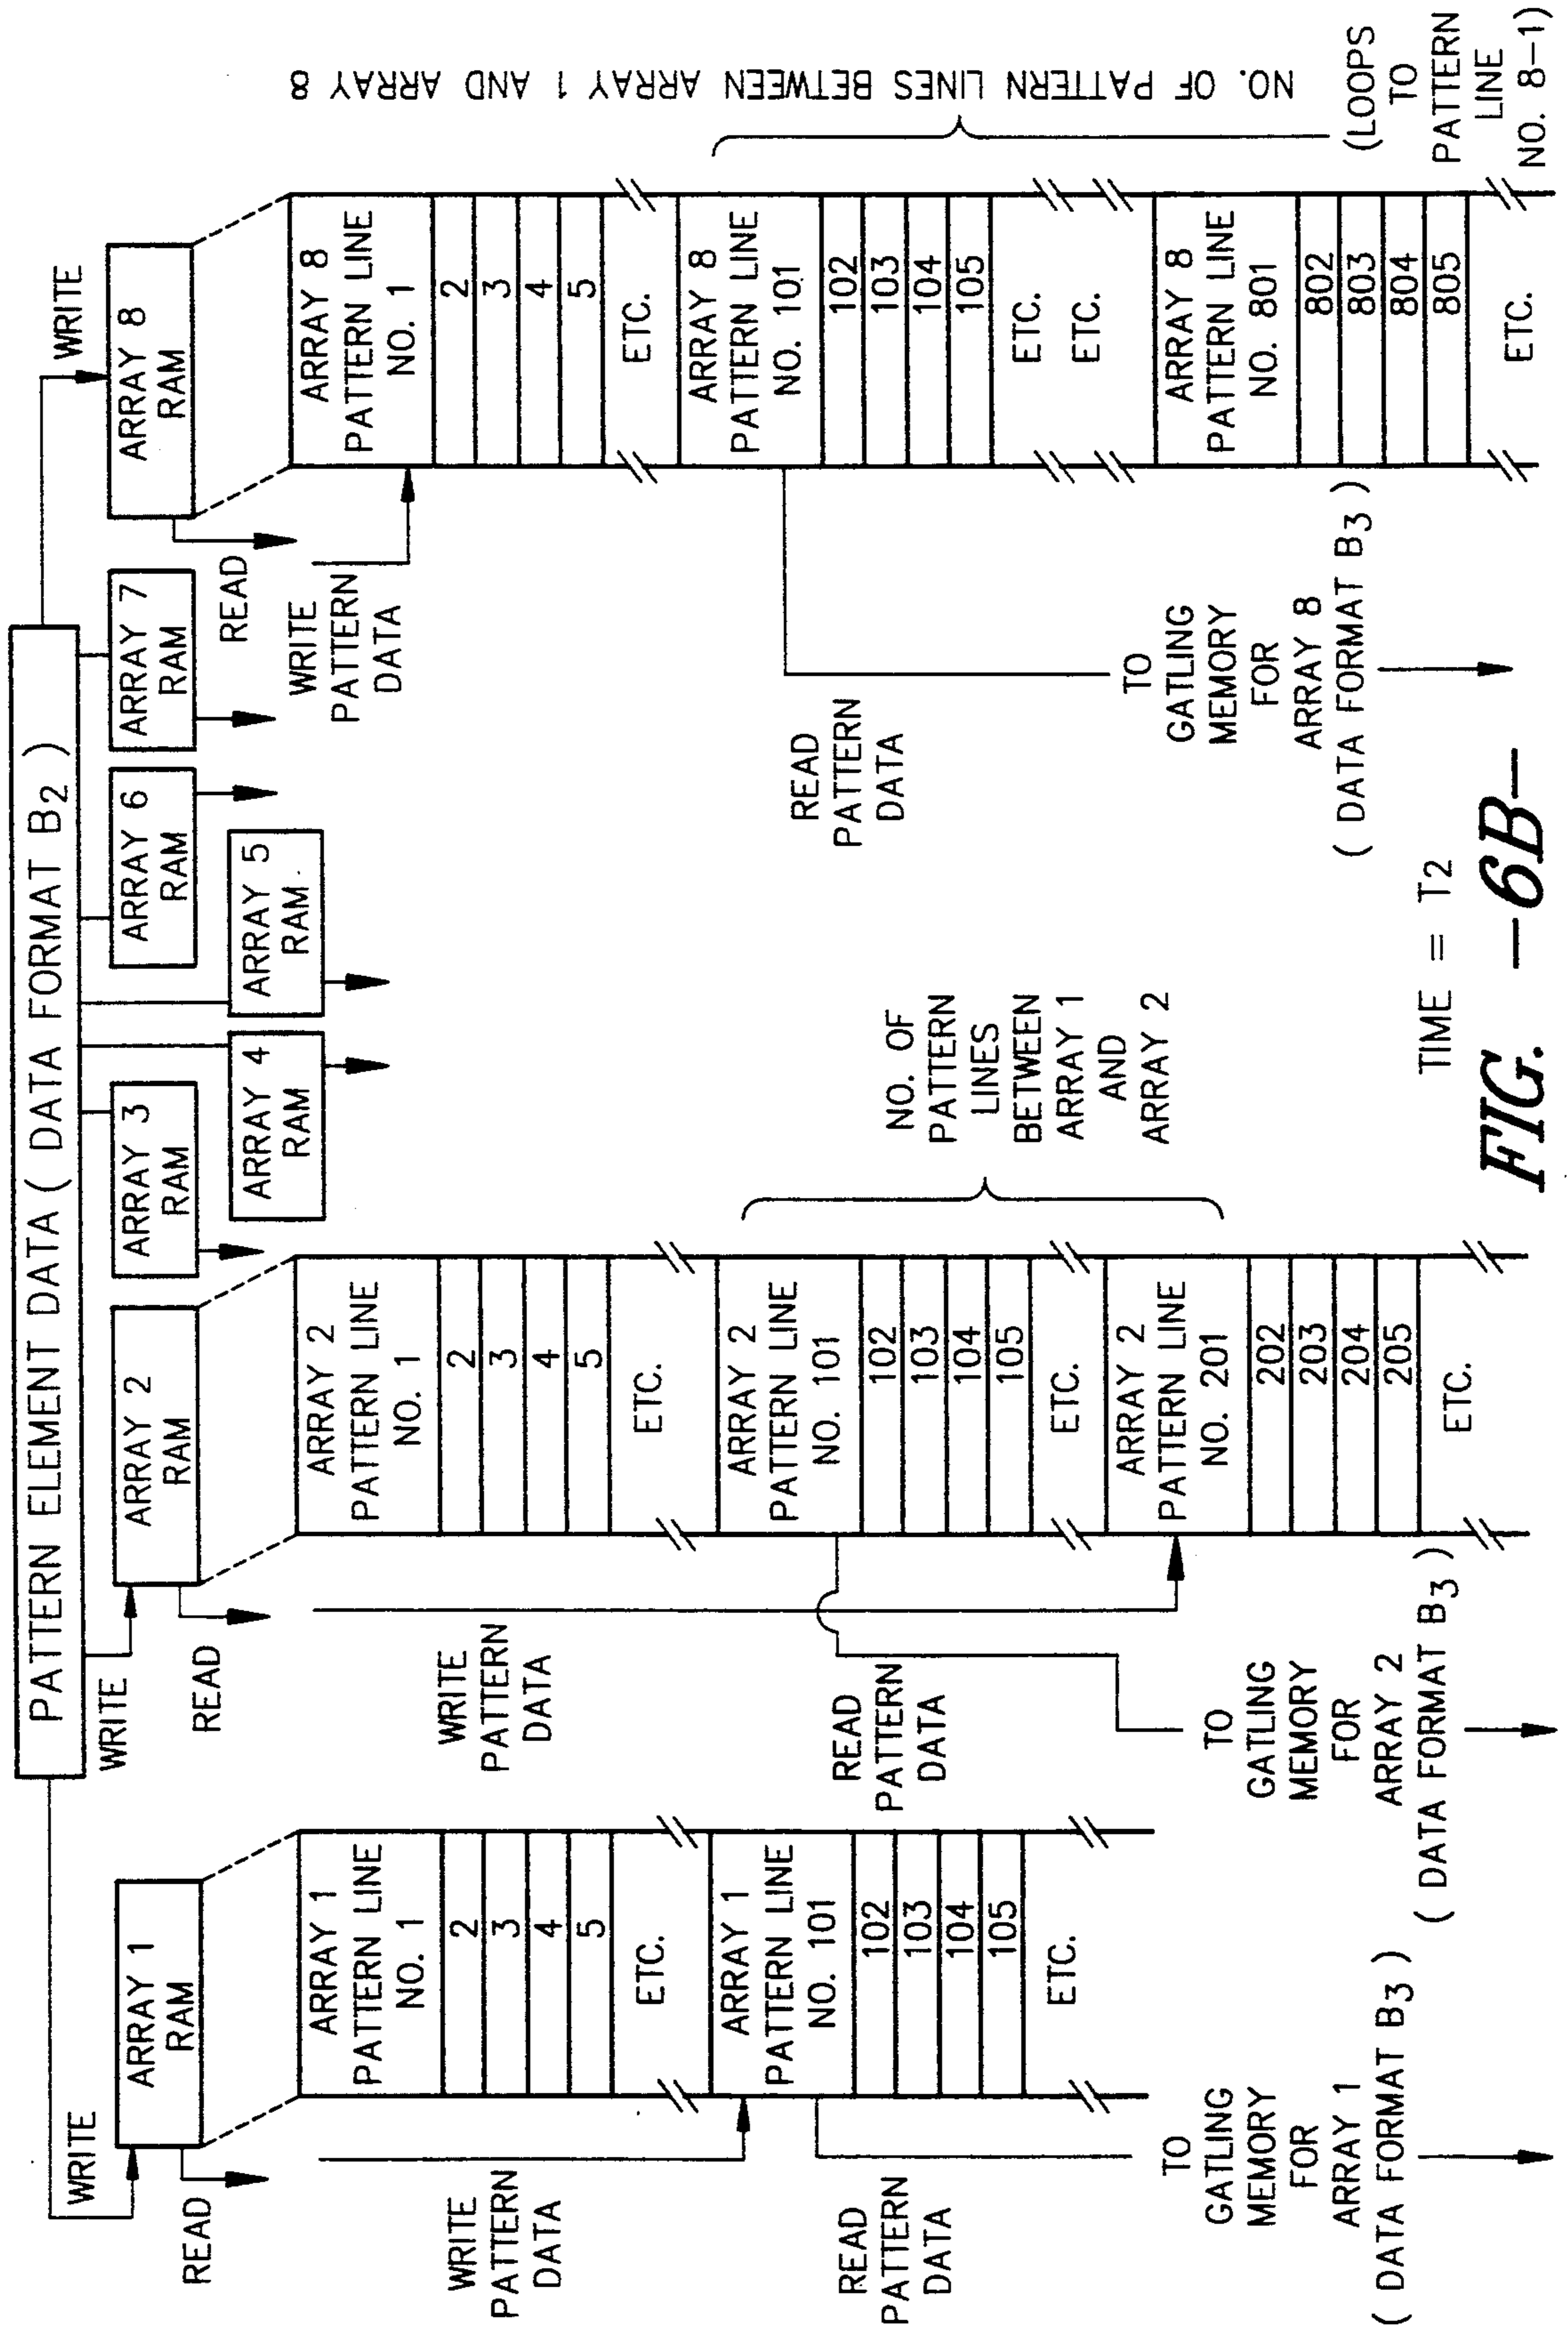 PATTERN ELEMENT DATA ( DATA FORMAT B2 )
WRITE
READ
ARRAY 1
RAM
WRITE
READ
ARRAY 2
RAM
ARRAY 3
RAM
ARRAY 4
RAM
ARRAY 5
RAM
ARRAY 6
RAM
ARRAY 7
RAM
READ
ARRAY 8
RAM
WRITE
WRITE
PATTERN
DATA
READ
PATTERN
DATA
ARRAY 1
PATTERN LINE
NO. 1
2
3
4
5
ETC.
ARRAY 1
PATTERN LINE
NO. 101
102
103
104
105
ETC.
TO
GATLING
MEMORY
FOR
ARRAY 1
( DATA FORMAT B3 )
WRITE
PATTERN
DATA
READ
PATTERN
DATA
ARRAY 2
PATTERN LINE
NO. 1
2
3
4
5
ETC.
ARRAY 2
PATTERN LINE
NO. 101
102
103
104
105
ETC.
ARRAY 2
PATTERN LINE
NO. 201
202
203
204
205
ETC.
TO
GATLING
MEMORY
FOR
ARRAY 2
( DATA FORMAT B3 )
NO. OF
PATTERN
LINES
BETWEEN
ARRAY 1
AND
ARRAY 2
WRITE
PATTERN
DATA
READ
PATTERN
DATA
TO
GATLING
MEMORY
FOR
ARRAY 8
( DATA FORMAT B3 )
ARRAY 8
PATTERN LINE
NO. 1
2
3
4
5
ETC.
ARRAY 8
PATTERN LINE
NO. 101
102
103
104
105
ETC.
ETC.
ARRAY 8
PATTERN LINE
NO. 801
802
803
804
805
ETC.
NO. OF PATTERN LINES BETWEEN ARRAY 1 AND ARRAY 8
(LOOPS
TO
PATTERN
LINE
NO. 8-1)
TIME = T2
FIG. -6B-